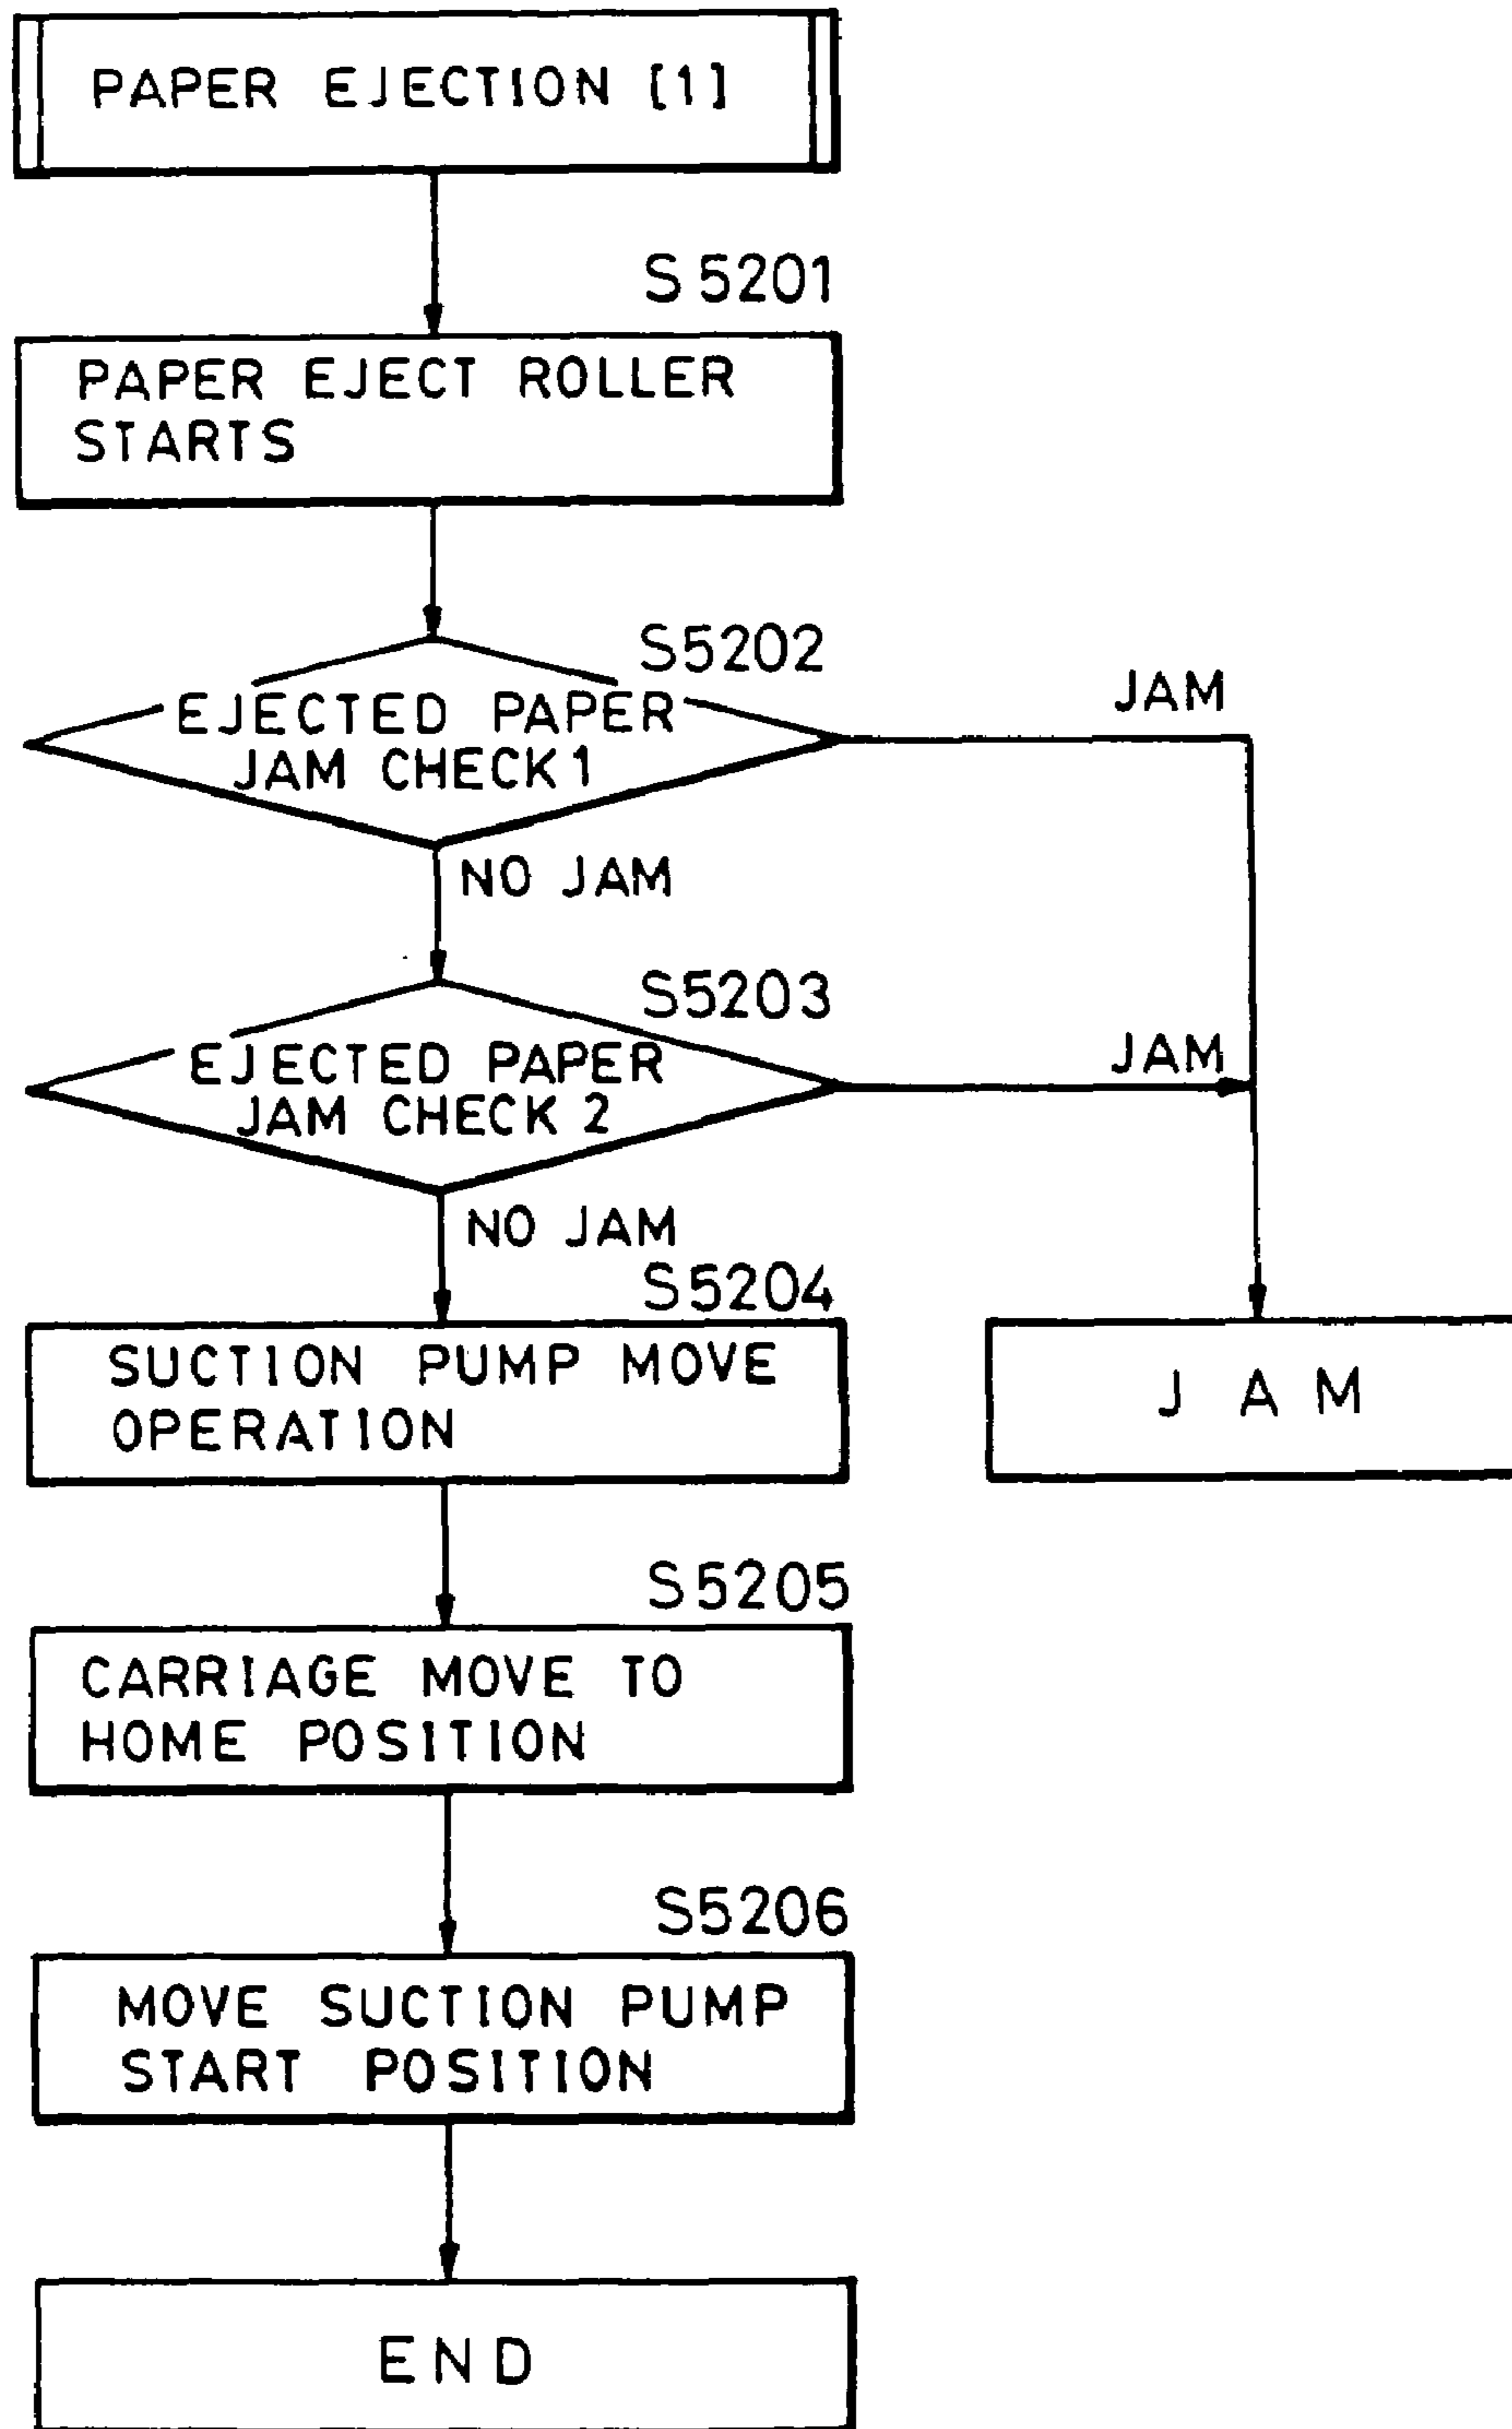 PAPER EJECTION [1]
S5201
PAPER EJECT ROLLER
STARTS
S5202
JAM
EJECTED PAPER
JAM CHECK 1
NO JAM
S5203
JAM
EJECTED PAPER
JAM CHECK 2
NO JAM
S5204
SUCTION PUMP MOVE
OPERATION
JAM
S5205
CARRIAGE MOVE TO
HOME POSITION
S5206
MOVE SUCTION PUMP
START POSITION
END